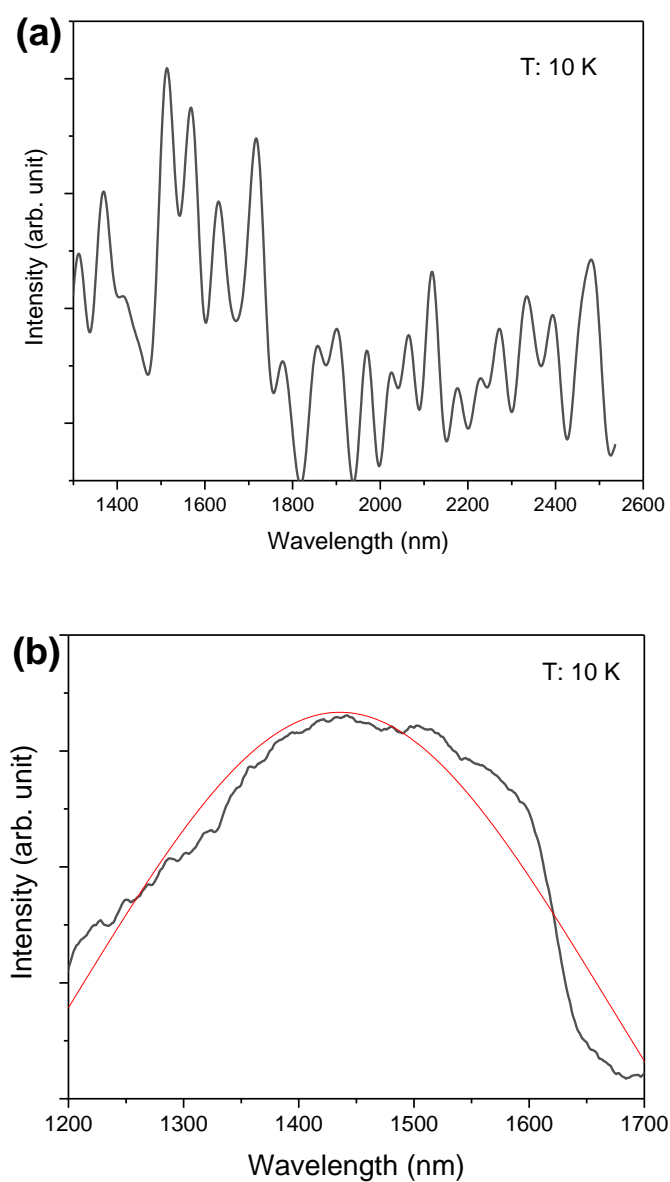 (a)
T: 10 K
Intensity (arb. unit)
1400 1600 1800 2000 2200 2400 2600
Wavelength (nm)
(b)
T: 10 K
Intensity (arb. unit)
1200 1300 1400 1500 1600 1700
Wavelength (nm)